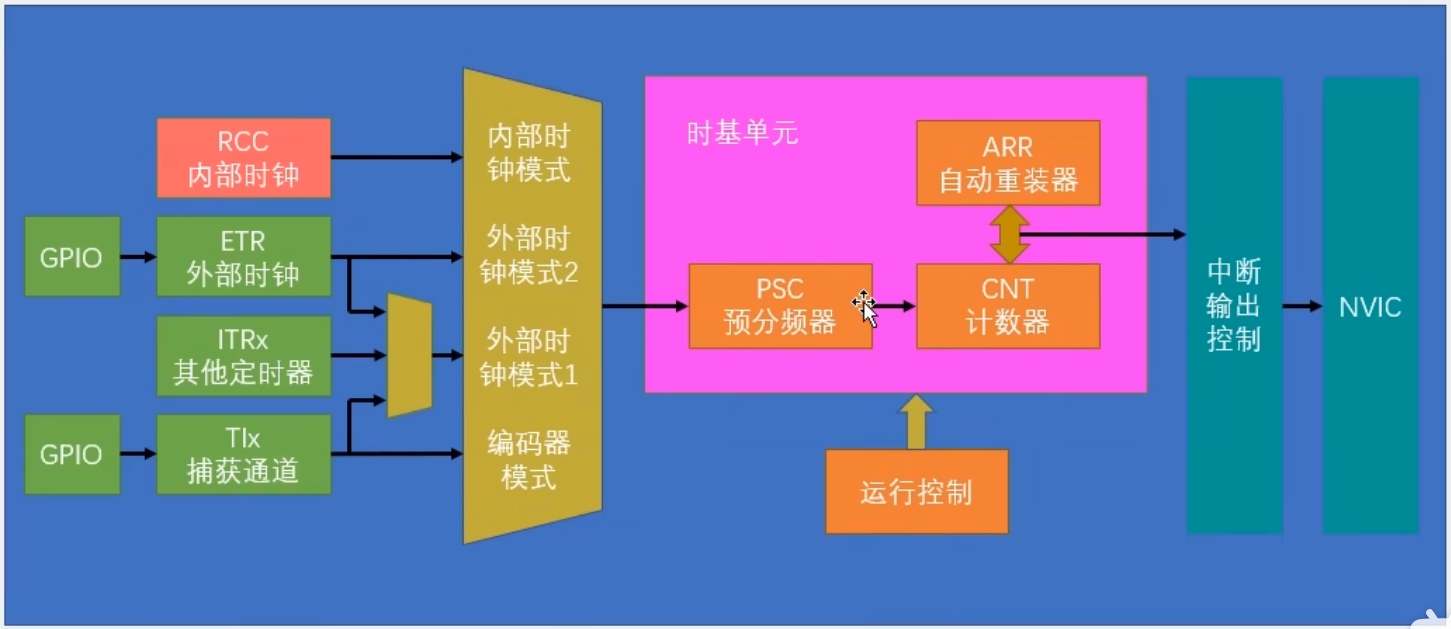 RCC
内部时钟
GPIO
ETR
外部时钟
ITRx
其他定时器
GPIO
TIx
捕获通道
内部时
钟模式
外部时
钟模式2
外部时
钟模式1
编码器
模式
时基单元
ARR
自动重装器
PSC
预分频器
CNT
计数器
运行控制
中断
输出
控制
NVIC